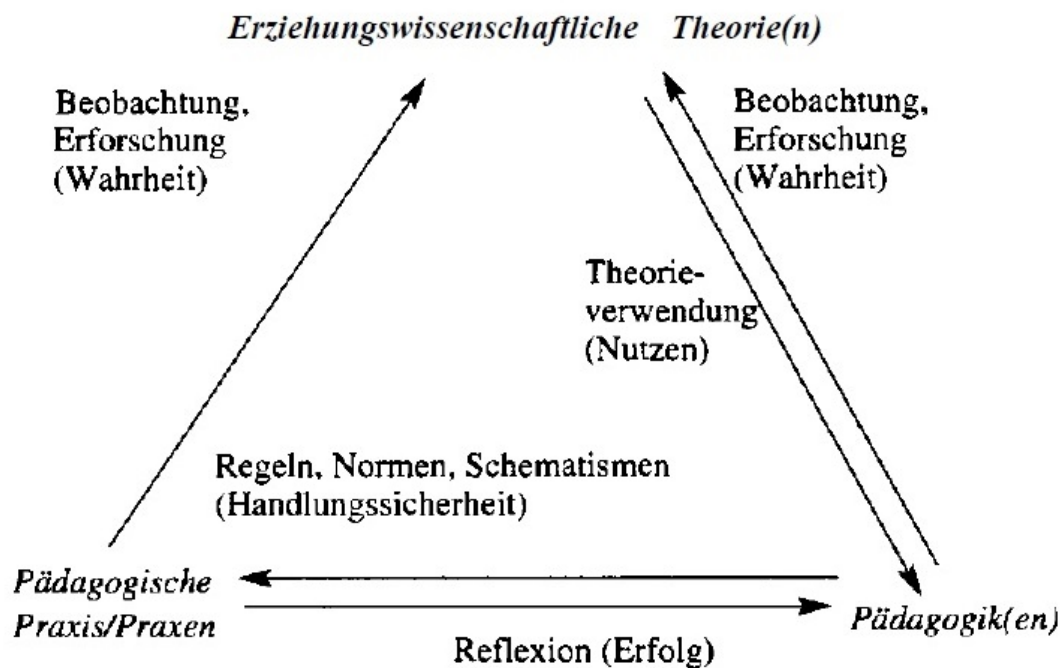 Erziehungswissenschaftliche Theorie(n)
Beobachtung,
Erforschung
(Wahrheit)
Beobachtung,
Erforschung
(Wahrheit)
Theorie-
verwendung
(Nutzen)
Regeln, Normen, Schematismen
(Handlungssicherheit)
Pädagogische
Praxis/Praxen
Pädagogik(en)
Reflexion (Erfolg)